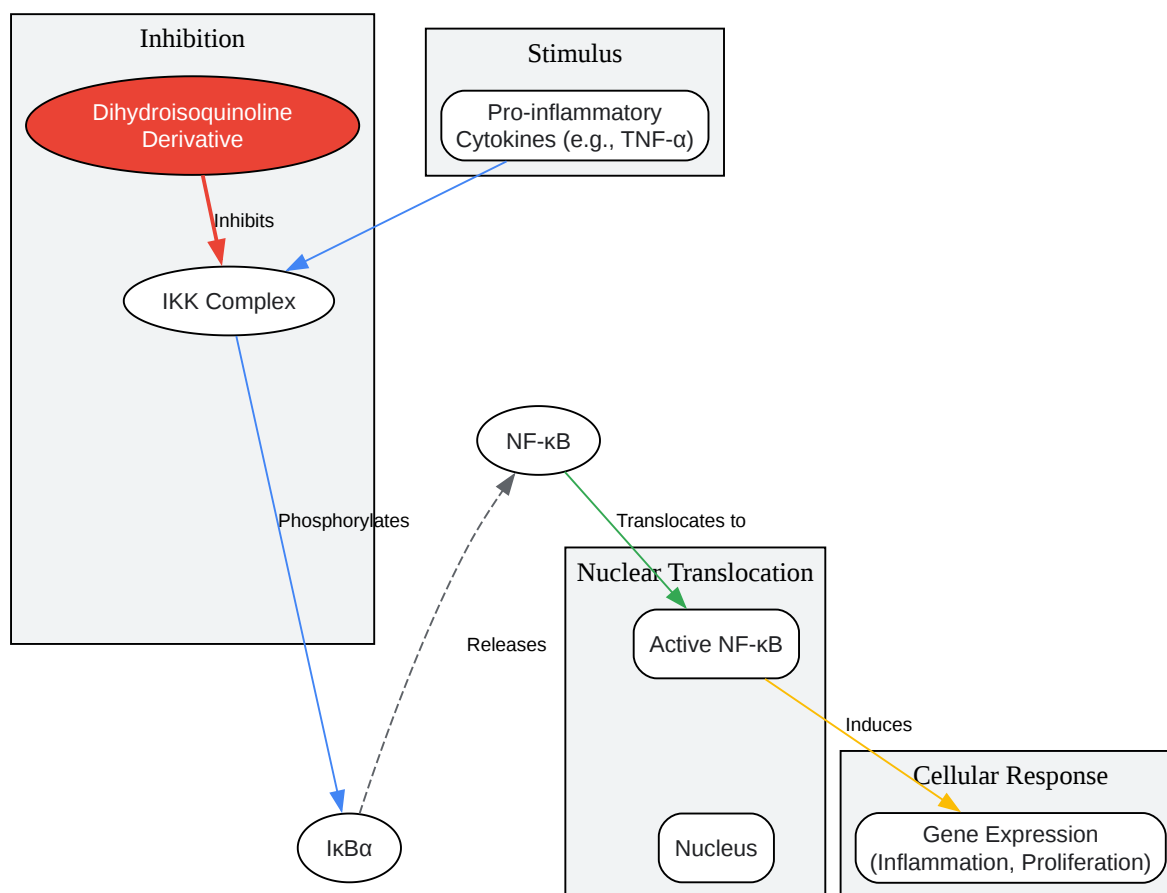 Inhibition
Stimulus
Dihydroisoquinoline
Derivative
Pro-inflammatory
Cytokines (e.g., TNF-α)
Inhibits
IKK Complex
NF-κB
Phosphorylates
Translocates to
Nuclear Translocation
Releases
Active NF-κB
Induces
Cellular Response
IκBα
Nucleus
Gene Expression
(Inflammation, Proliferation)